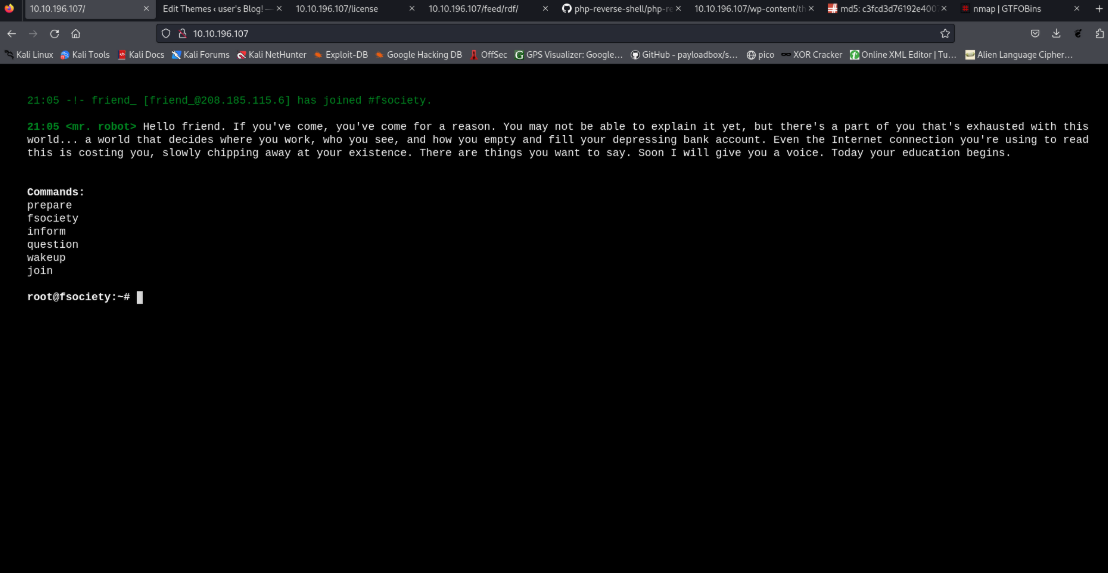 10.10.196.107/
Edit Themes ‹ user's Blog! —
10.10.196.107/license
10.10.196.107/feed/rdf/
php-reverse-shell/php-re
10.10.196.107/wp-content/th
md5: c3fcd3d76192e400
nmap | GTFOBins
10.10.196.107
Kali Linux
Kali Tools
Kali Docs
Kali Forums
Kali NetHunter
Exploit-DB
Google Hacking DB
OffSec
GPS Visualizer: Google…
GitHub - payloadbox/s…
pico
XOR Cracker
Online XML Editor | Tu…
Alien Language Cipher…
21:05 -!- friend_ [friend_@208.185.115.6] has joined #fsociety.
21:05 <mr. robot> Hello friend. If you've come, you've come for a reason. You may not be able to explain it yet, but there's a part of you that's exhausted with this
world... a world that decides where you work, who you see, and how you empty and fill your depressing bank account. Even the Internet connection you're using to read
this is costing you, slowly chipping away at your existence. There are things you want to say. Soon I will give you a voice. Today your education begins.
Commands:
prepare
fsociety
inform
question
wakeup
join
root@fsociety:~#